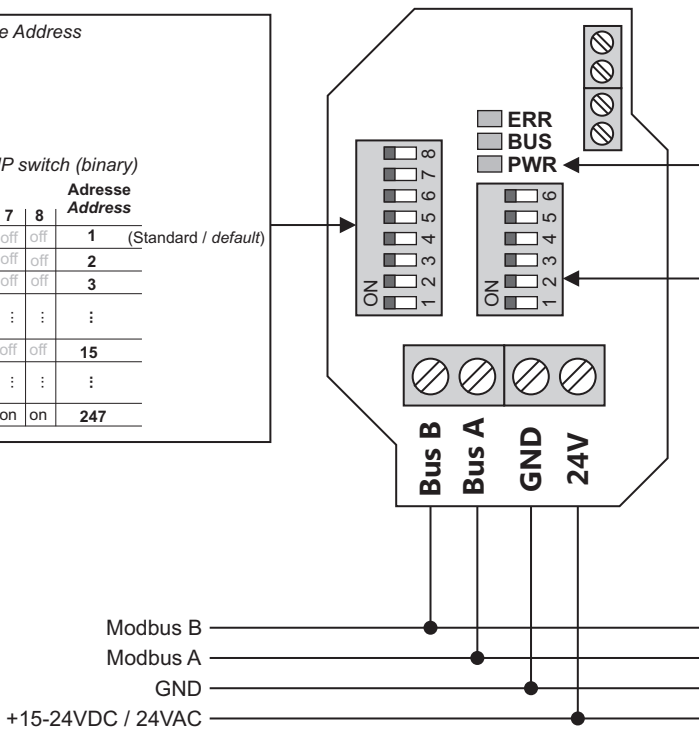 Address
switch (binary)
Adresse
7 8 Address
off off 1 (Standard / default)
off off 2
off off 3
⋮ ⋮ ⋮
off off 15
⋮ ⋮ ⋮
on on 247
ERR
BUS
PWR
ON 1 2 3 4 5 6 7 8
ON 1 2 3 4 5 6
Bus B
Bus A
GND
24V
Modbus B
Modbus A
GND
+15-24VDC / 24VAC